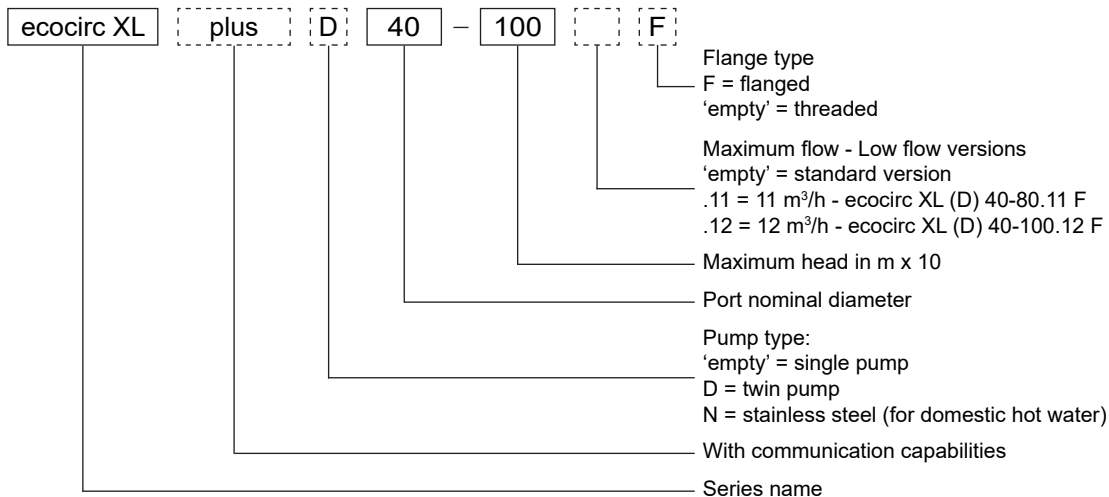 ecocirc XL plus D 40 – 100 F
Flange type
F = flanged
‘empty’ = threaded
Maximum flow - Low flow versions
‘empty’ = standard version
.11 = 11 m³/h - ecocirc XL (D) 40-80.11 F
.12 = 12 m³/h - ecocirc XL (D) 40-100.12 F
Maximum head in m x 10
Port nominal diameter
Pump type:
‘empty’ = single pump
D = twin pump
N = stainless steel (for domestic hot water)
With communication capabilities
Series name